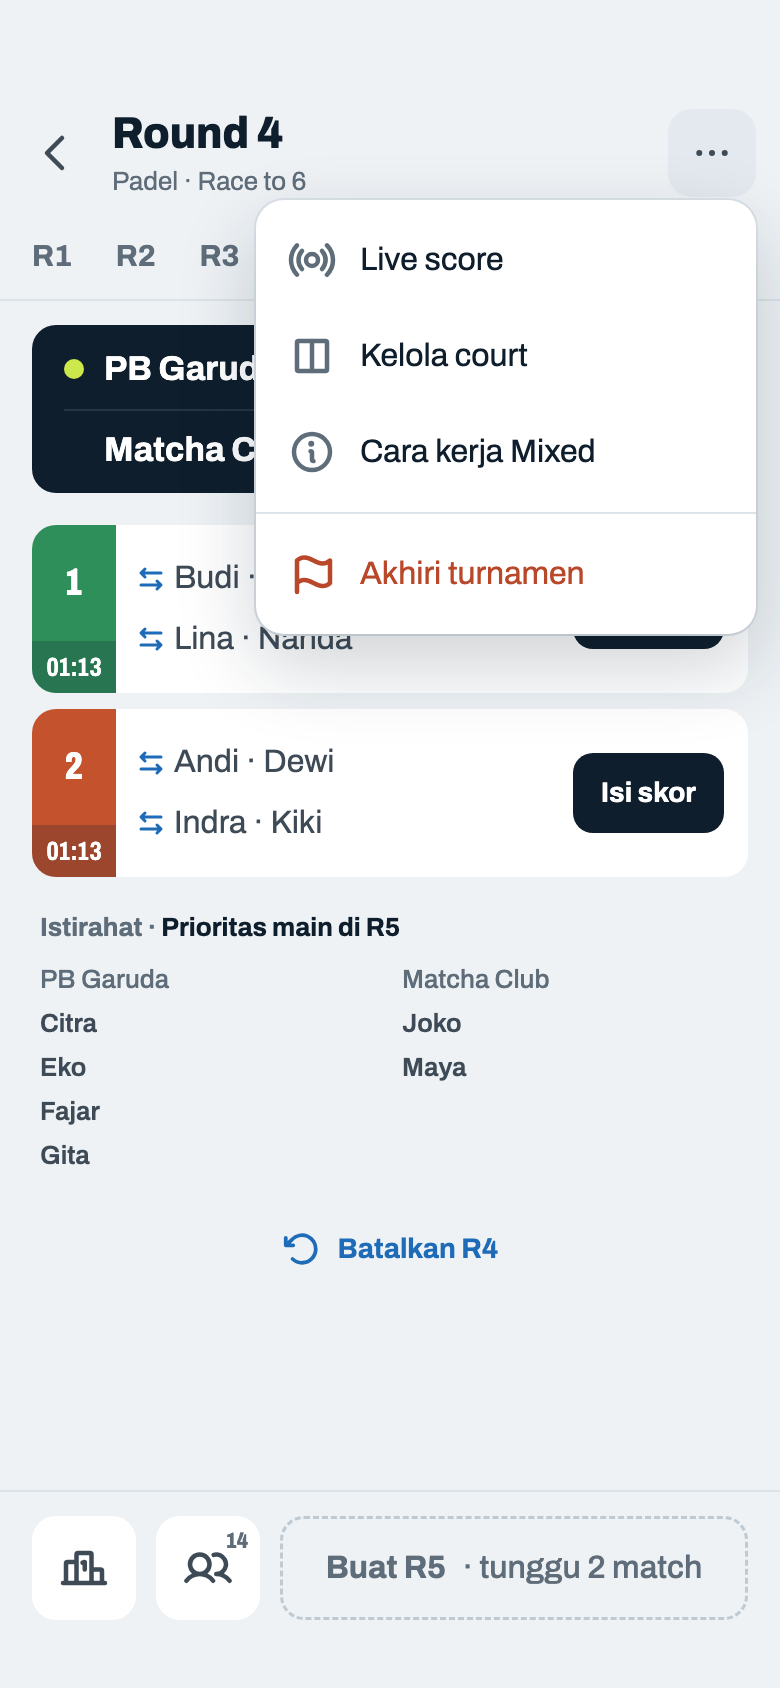 Round 4
Padel · Race to 6
R1 R2 R3
Live score
Kelola court
Cara kerja Mixed
Akhiri turnamen
PB Garud
Matcha C
1
01:13
Budi ·
Lina · Nanda
2
01:13
Andi · Dewi
Indra · Kiki
Isi skor
Istirahat · Prioritas main di R5
PB Garuda
Citra
Eko
Fajar
Gita
Matcha Club
Joko
Maya
Batalkan R4
14
Buat R5 · tunggu 2 match